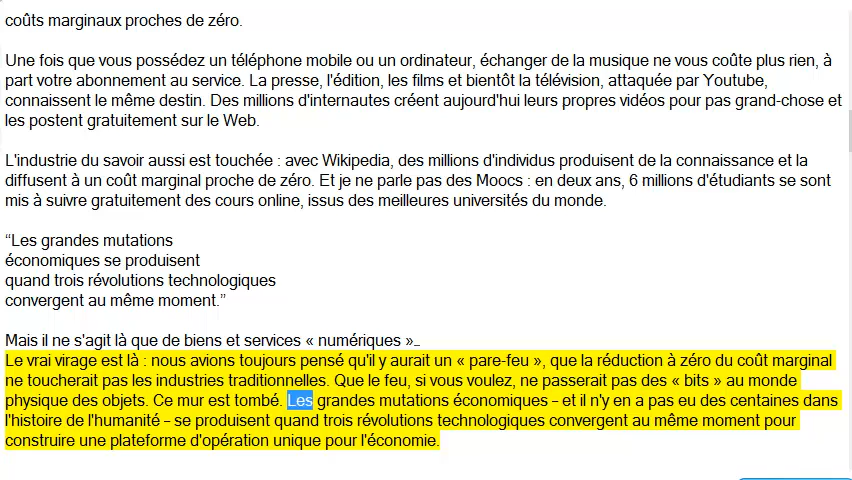 coûts marginaux proches de zéro.
Une fois que vous possédez un téléphone mobile ou un ordinateur, échanger de la musique ne vous coûte plus rien, à
part votre abonnement au service. La presse, l'édition, les films et bientôt la télévision, attaquée par Youtube,
connaissent le même destin. Des millions d'internautes créent aujourd'hui leurs propres vidéos pour pas grand-chose et
les postent gratuitement sur le Web.
L'industrie du savoir aussi est touchée : avec Wikipedia, des millions d'individus produisent de la connaissance et la
diffusent à un coût marginal proche de zéro. Et je ne parle pas des Moocs : en deux ans, 6 millions d'étudiants se sont
mis à suivre gratuitement des cours online, issus des meilleures universités du monde.
“Les grandes mutations
économiques se produisent
quand trois révolutions technologiques
convergent au même moment.”
Mais il ne s'agit là que de biens et services « numériques »...
Le vrai virage est là : nous avions toujours pensé qu'il y aurait un « pare-feu », que la réduction à zéro du coût marginal
ne toucherait pas les industries traditionnelles. Que le feu, si vous voulez, ne passerait pas des « bits » au monde
physique des objets. Ce mur est tombé. Les grandes mutations économiques – et il n'y en a pas eu des centaines dans
l'histoire de l'humanité – se produisent quand trois révolutions technologiques convergent au même moment pour
construire une plateforme d'opération unique pour l'économie.